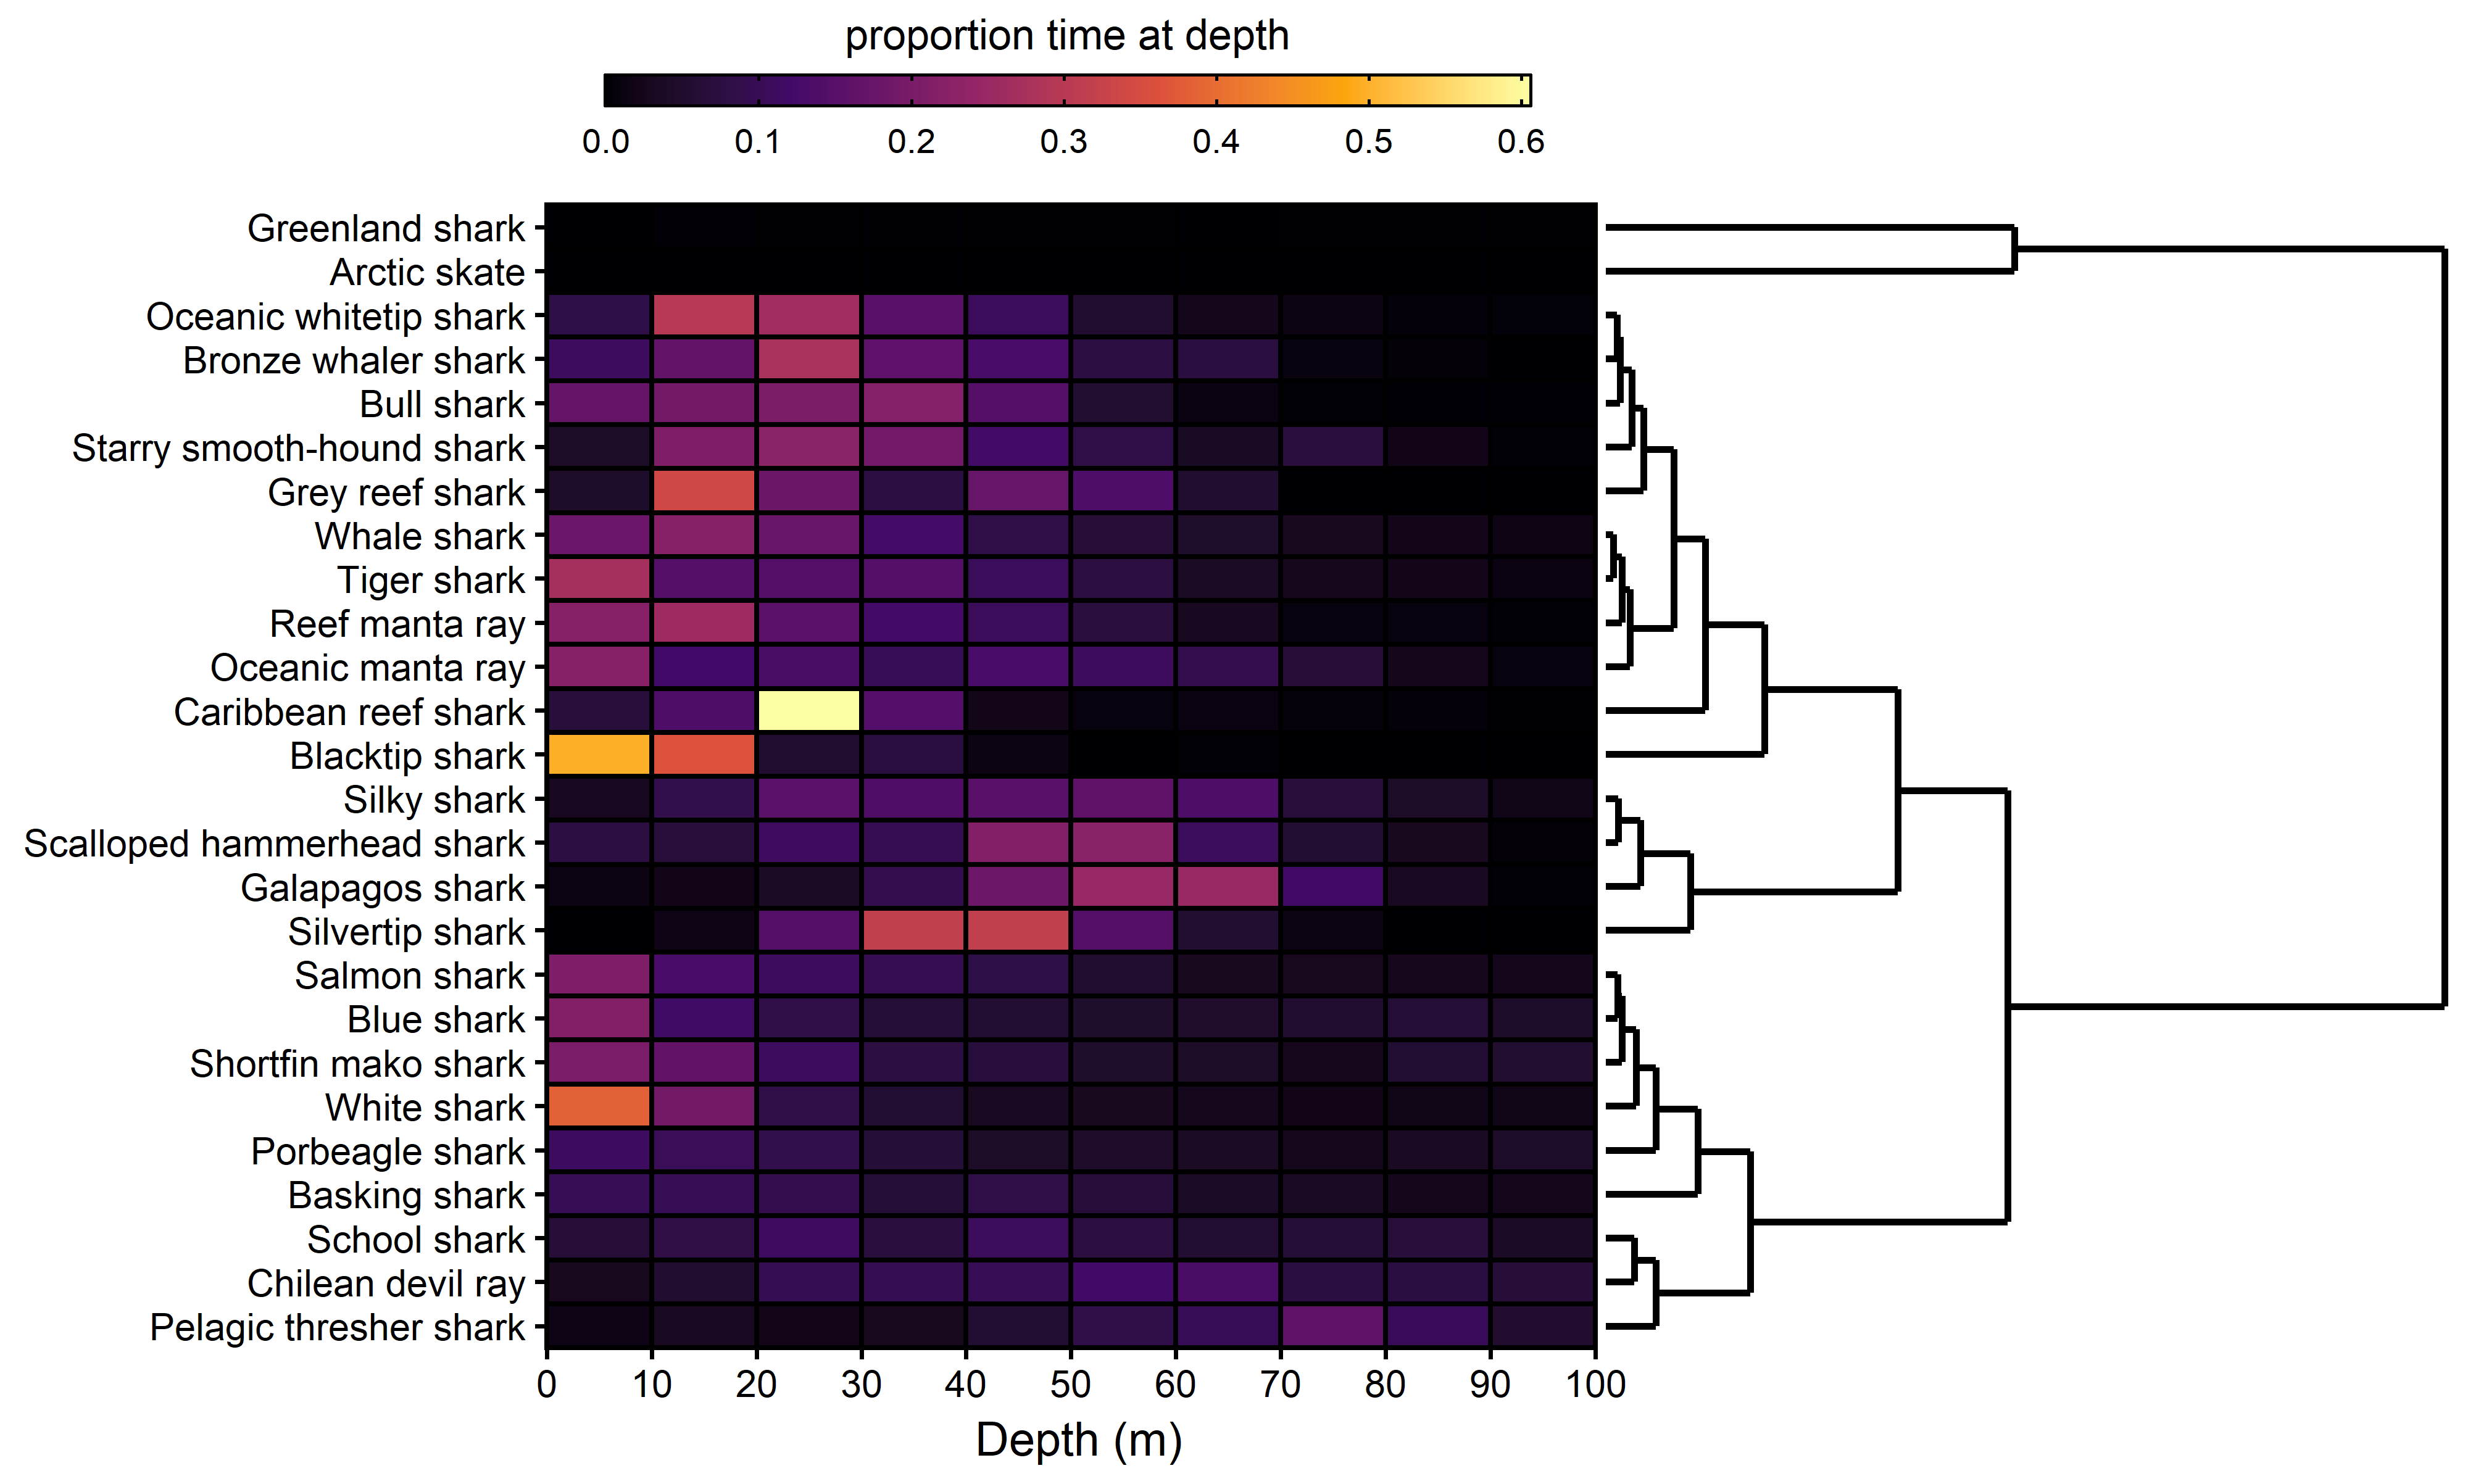 proportion time at depth
0.0 0.1 0.2 0.3 0.4 0.5 0.6
Greenland shark
Arctic skate
Oceanic whitetip shark
Bronze whaler shark
Bull shark
Starry smooth-hound shark
Grey reef shark
Whale shark
Tiger shark
Reef manta ray
Oceanic manta ray
Caribbean reef shark
Blacktip shark
Silky shark
Scalloped hammerhead shark
Galapagos shark
Silvertip shark
Salmon shark
Blue shark
Shortfin mako shark
White shark
Porbeagle shark
Basking shark
School shark
Chilean devil ray
Pelagic thresher shark
0 10 20 30 40 50 60 70 80 90 100
Depth (m)